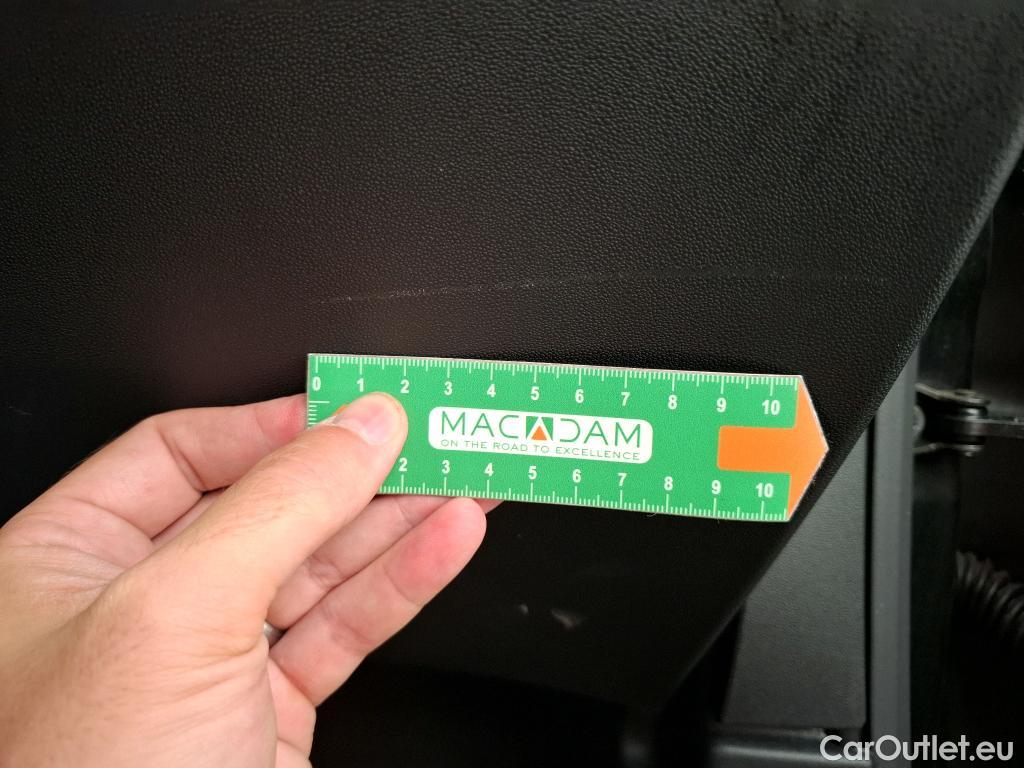 0 1 2 3 4 5 6 7 8 9 10
MACADAM
ON THE ROAD TO EXCELLENCE
2 3 4 5 6 7 8 9 10
CarOutlet.eu